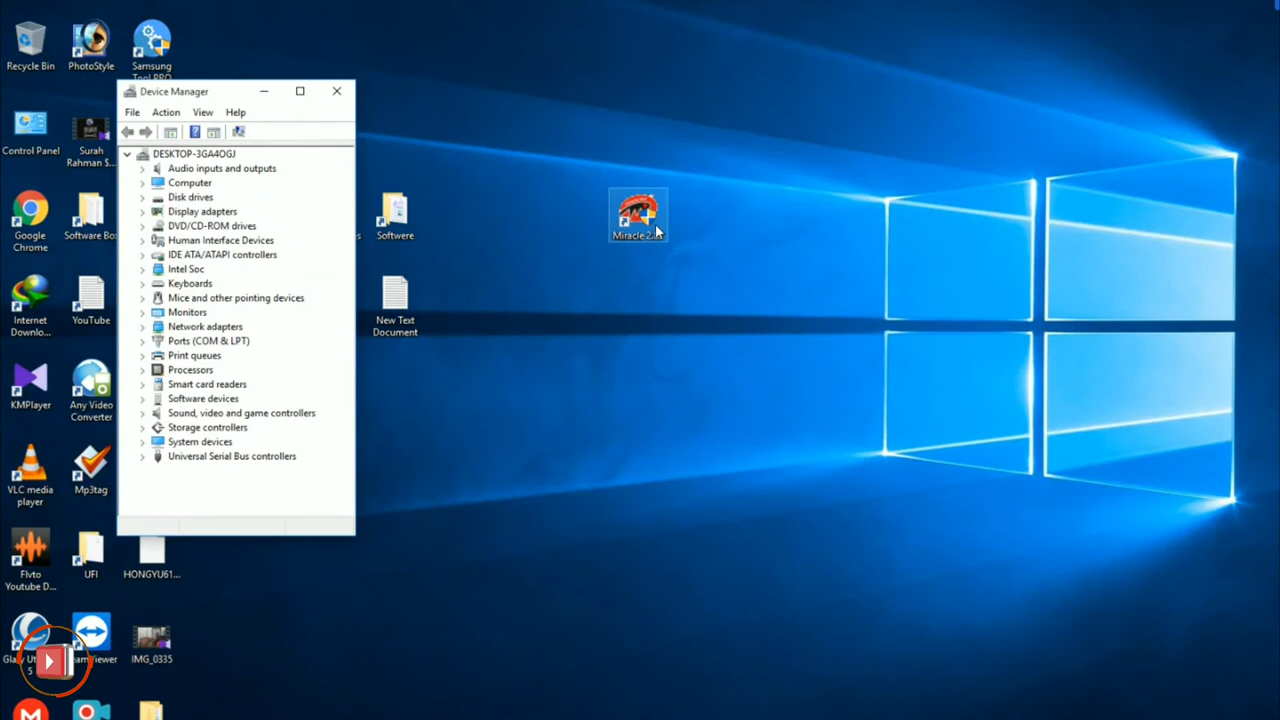 Recycle Bin
PhotoStyle
Samsung
Tool PRO
Control Panel
Surah
Rahman $...
Google
Chrome
Software Bo
Internet
Downlo...
YouTube
KMPlayer
Any Video
Converter
VLC media
player
Mp3tag
Flvto
Youtube D...
UFI
HONGYU61...
IMG_0335
Device Manager
File Action View Help
DESKTOP-3GA4OGJ
Audio inputs and outputs
Computer
Disk drives
Display adapters
DVD/CD-ROM drives
Human Interface Devices
IDE ATA/ATAPI controllers
Intel Soc
Keyboards
Mice and other pointing devices
Monitors
Network adapters
Ports (COM & LPT)
Print queues
Processors
Smart card readers
Software devices
Sound, video and game controllers
Storage controllers
System devices
Universal Serial Bus controllers
Softwere
New Text
Document
Miracle